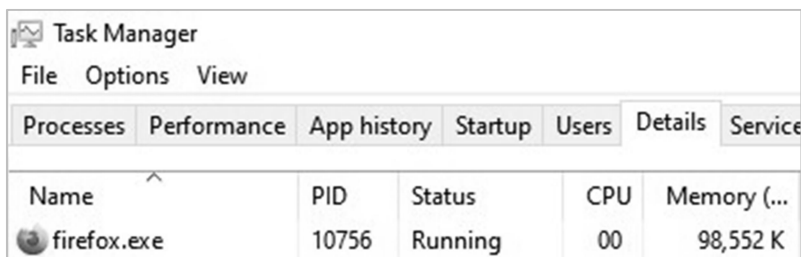 Task Manager
File Options View
Processes Performance App history Startup Users Details Service
Name PID Status CPU Memory (...
firefox.exe 10756 Running 00 98,552 K